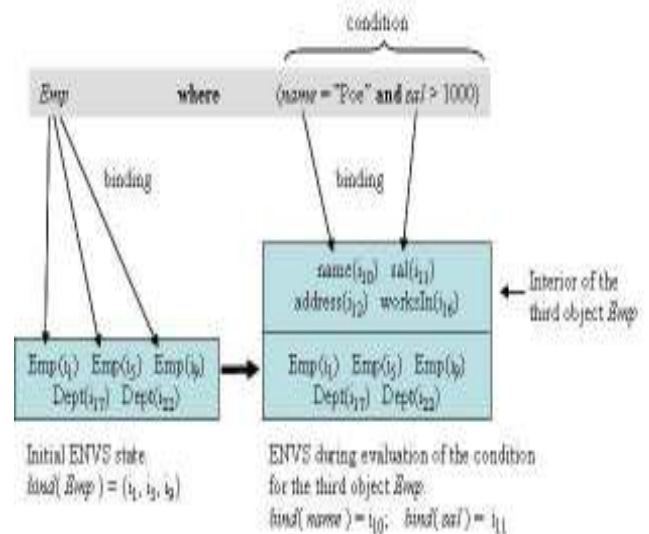 condition
Emp where (name = "Poe" and sal > 1000)
binding
binding
name(i10) sal(i11)
address(i12) worksIn(i16)
Interior of the
third object Emp
Emp(i1) Emp(i5) Emp(i9)
Dept(i17) Dept(i22)
Emp(i1) Emp(i5) Emp(i9)
Dept(i17) Dept(i22)
Initial ENVS state.
bind( Emp ) = (i1, i5, i9)
ENVS during evaluation of the condition
for the third object Emp.
bind( name ) = i10; bind( sal ) = i11